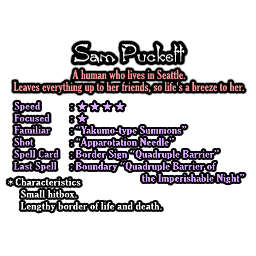 Sam Puckett
A human who lives in Seattle.
Leaves everything up to her friends, so life's a breeze to her.
Speed : ★★★★
Focused : ★
Familiar : "Yakumo-type Summons"
Shot : "Apparotation Needle"
Spell Card : Border Sign "Quadruple Barrier"
Last Spell : Boundary "Quadruple Barrier of
the Imperishable Night"
* Characteristics
Small hitbox.
Lengthy border of life and death.